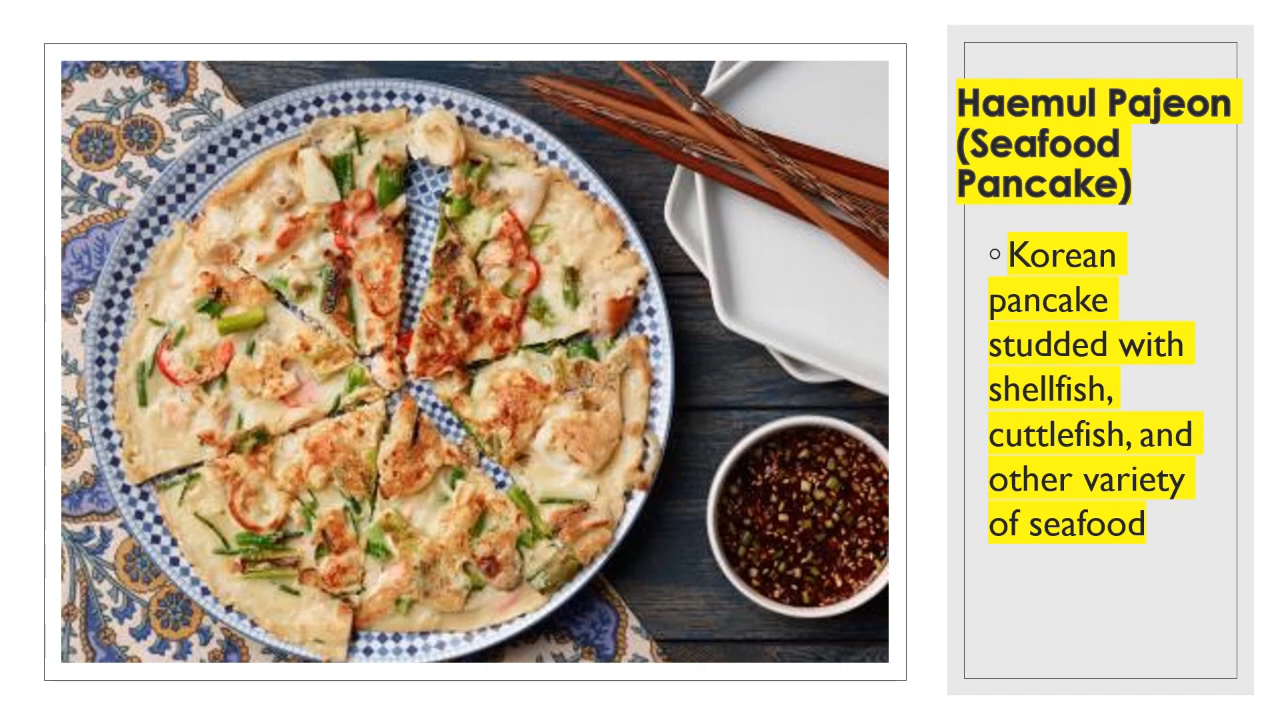 Haemul Pajeon
(Seafood
Pancake)
◦ Korean
pancake
studded with
shellfish,
cuttlefish, and
other variety
of seafood